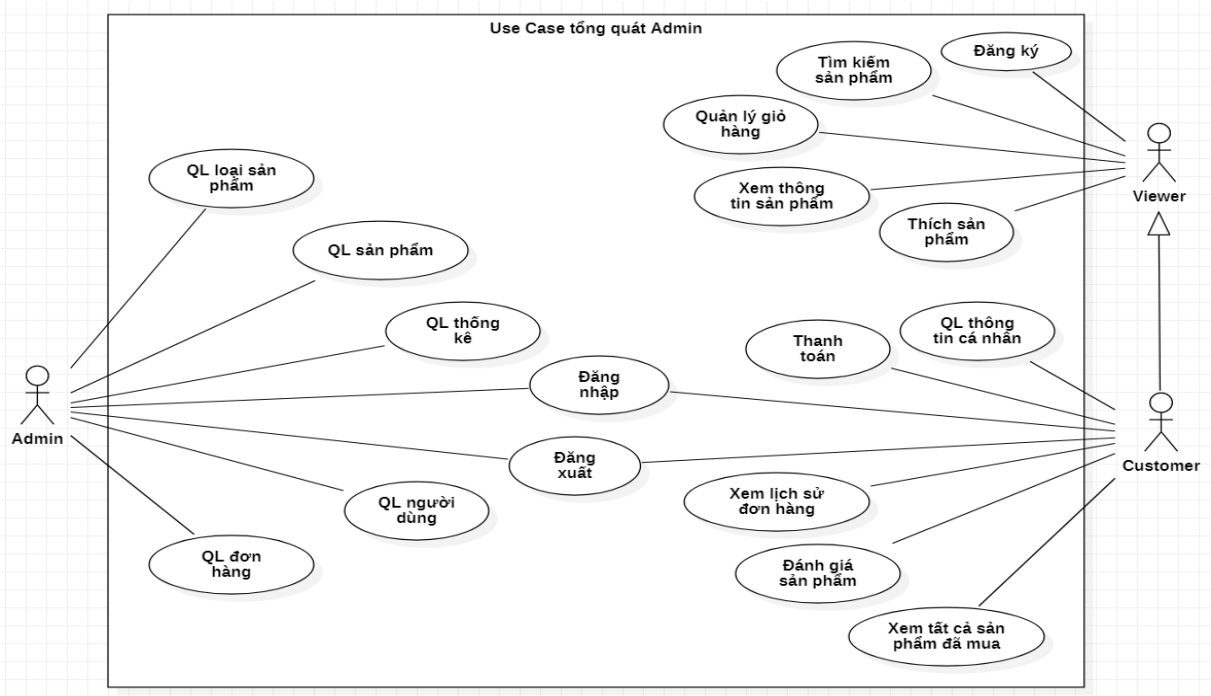 Use Case tổng quát Admin
Đăng ký
Tìm kiếm
sản phẩm
Quản lý giỏ
hàng
Xem thông
tin sản phẩm
Thích sản
phẩm
Viewer
QL loại sản
phẩm
QL sản phẩm
QL thống
kê
Đăng
nhập
Đăng
xuất
QL người
dùng
QL đơn
hàng
Admin
Thanh
toán
QL thông
tin cá nhân
Customer
Xem lịch sử
đơn hàng
Đánh giá
sản phẩm
Xem tất cả sản
phẩm đã mua